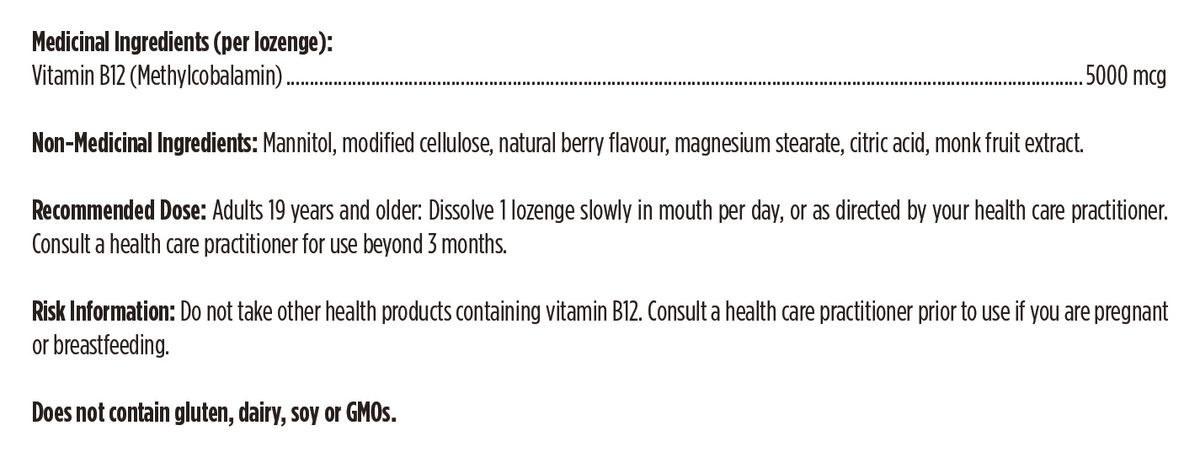 Medicinal Ingredients (per lozenge):
Vitamin B12 (Methylcobalamin) ........................................................................................................................................................................ 5000 mcg
Non-Medicinal Ingredients: Mannitol, modified cellulose, natural berry flavour, magnesium stearate, citric acid, monk fruit extract.
Recommended Dose: Adults 19 years and older: Dissolve 1 lozenge slowly in mouth per day, or as directed by your health care practitioner.
Consult a health care practitioner for use beyond 3 months.
Risk Information: Do not take other health products containing vitamin B12. Consult a health care practitioner prior to use if you are pregnant
or breastfeeding.
Does not contain gluten, dairy, soy or GMOs.